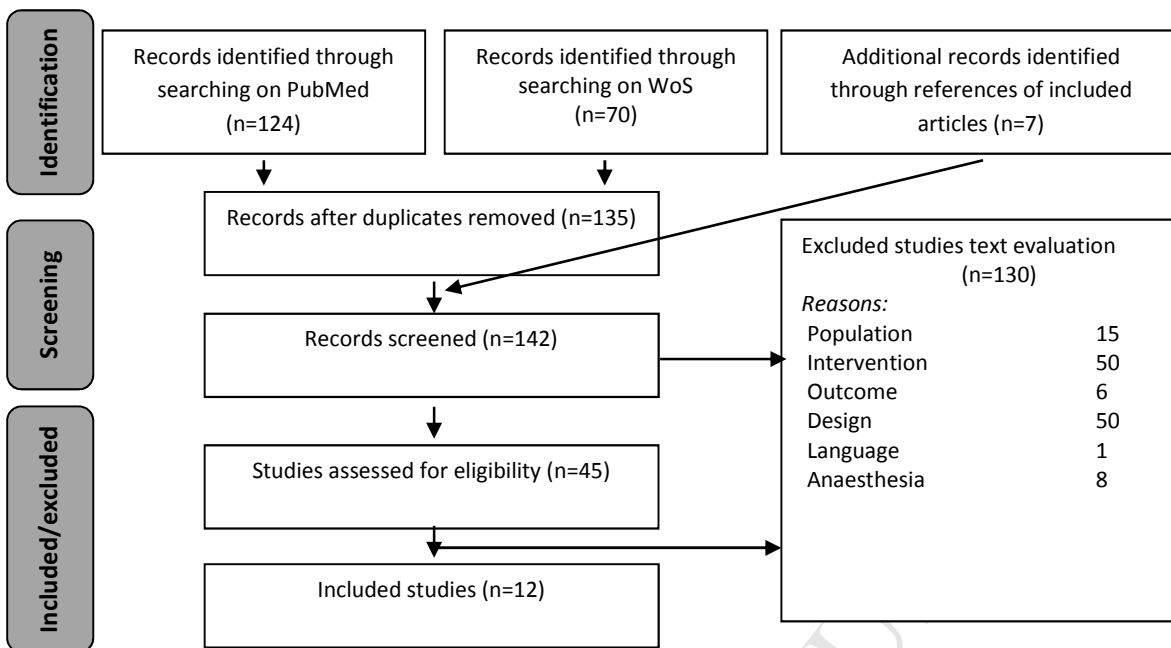 Identification
Records identified through
searching on PubMed
(n=124)
Records identified through
searching on WoS
(n=70)
Additional records identified
through references of included
articles (n=7)
Records after duplicates removed (n=135)
Screening
Records screened (n=142)
Excluded studies text evaluation
(n=130)
Reasons:
Population 15
Intervention 50
Outcome 6
Design 50
Language 1
Anaesthesia 8
Included/excluded
Studies assessed for eligibility (n=45)
Included studies (n=12)